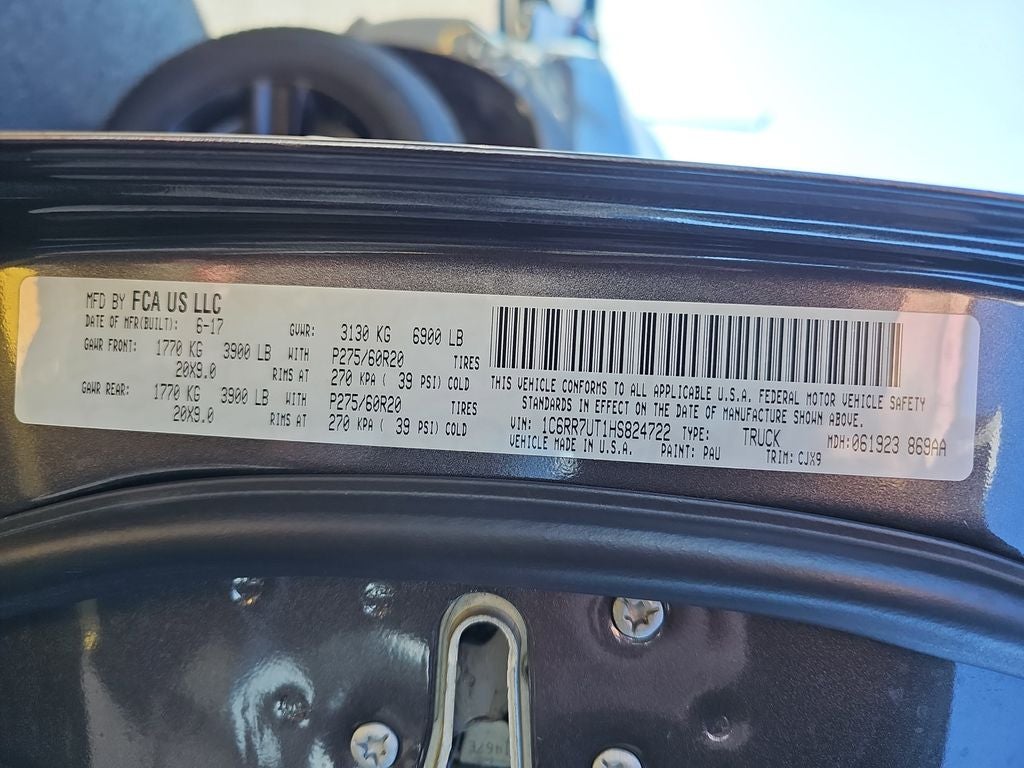 MFD BY FCA US LLC
DATE OF MFR(BUILT): 6-17 GVWR: 3130 KG 6900 LB
GAWR FRONT: 1770 KG 3900 LB WITH P275/60R20 TIRES
20X9.0 RIMS AT 270 KPA ( 39 PSI) COLD
GAWR REAR: 1770 KG 3900 LB WITH P275/60R20 TIRES
20X9.0 RIMS AT 270 KPA ( 39 PSI) COLD
THIS VEHICLE CONFORMS TO ALL APPLICABLE U.S.A. FEDERAL MOTOR VEHICLE SAFETY
STANDARDS IN EFFECT ON THE DATE OF MANUFACTURE SHOWN ABOVE.
VIN: 1C6RR7UT1HS824722 TYPE: TRUCK MDH:061923 869AA
VEHICLE MADE IN U.S.A. PAINT: PAU TRIM: CJX9